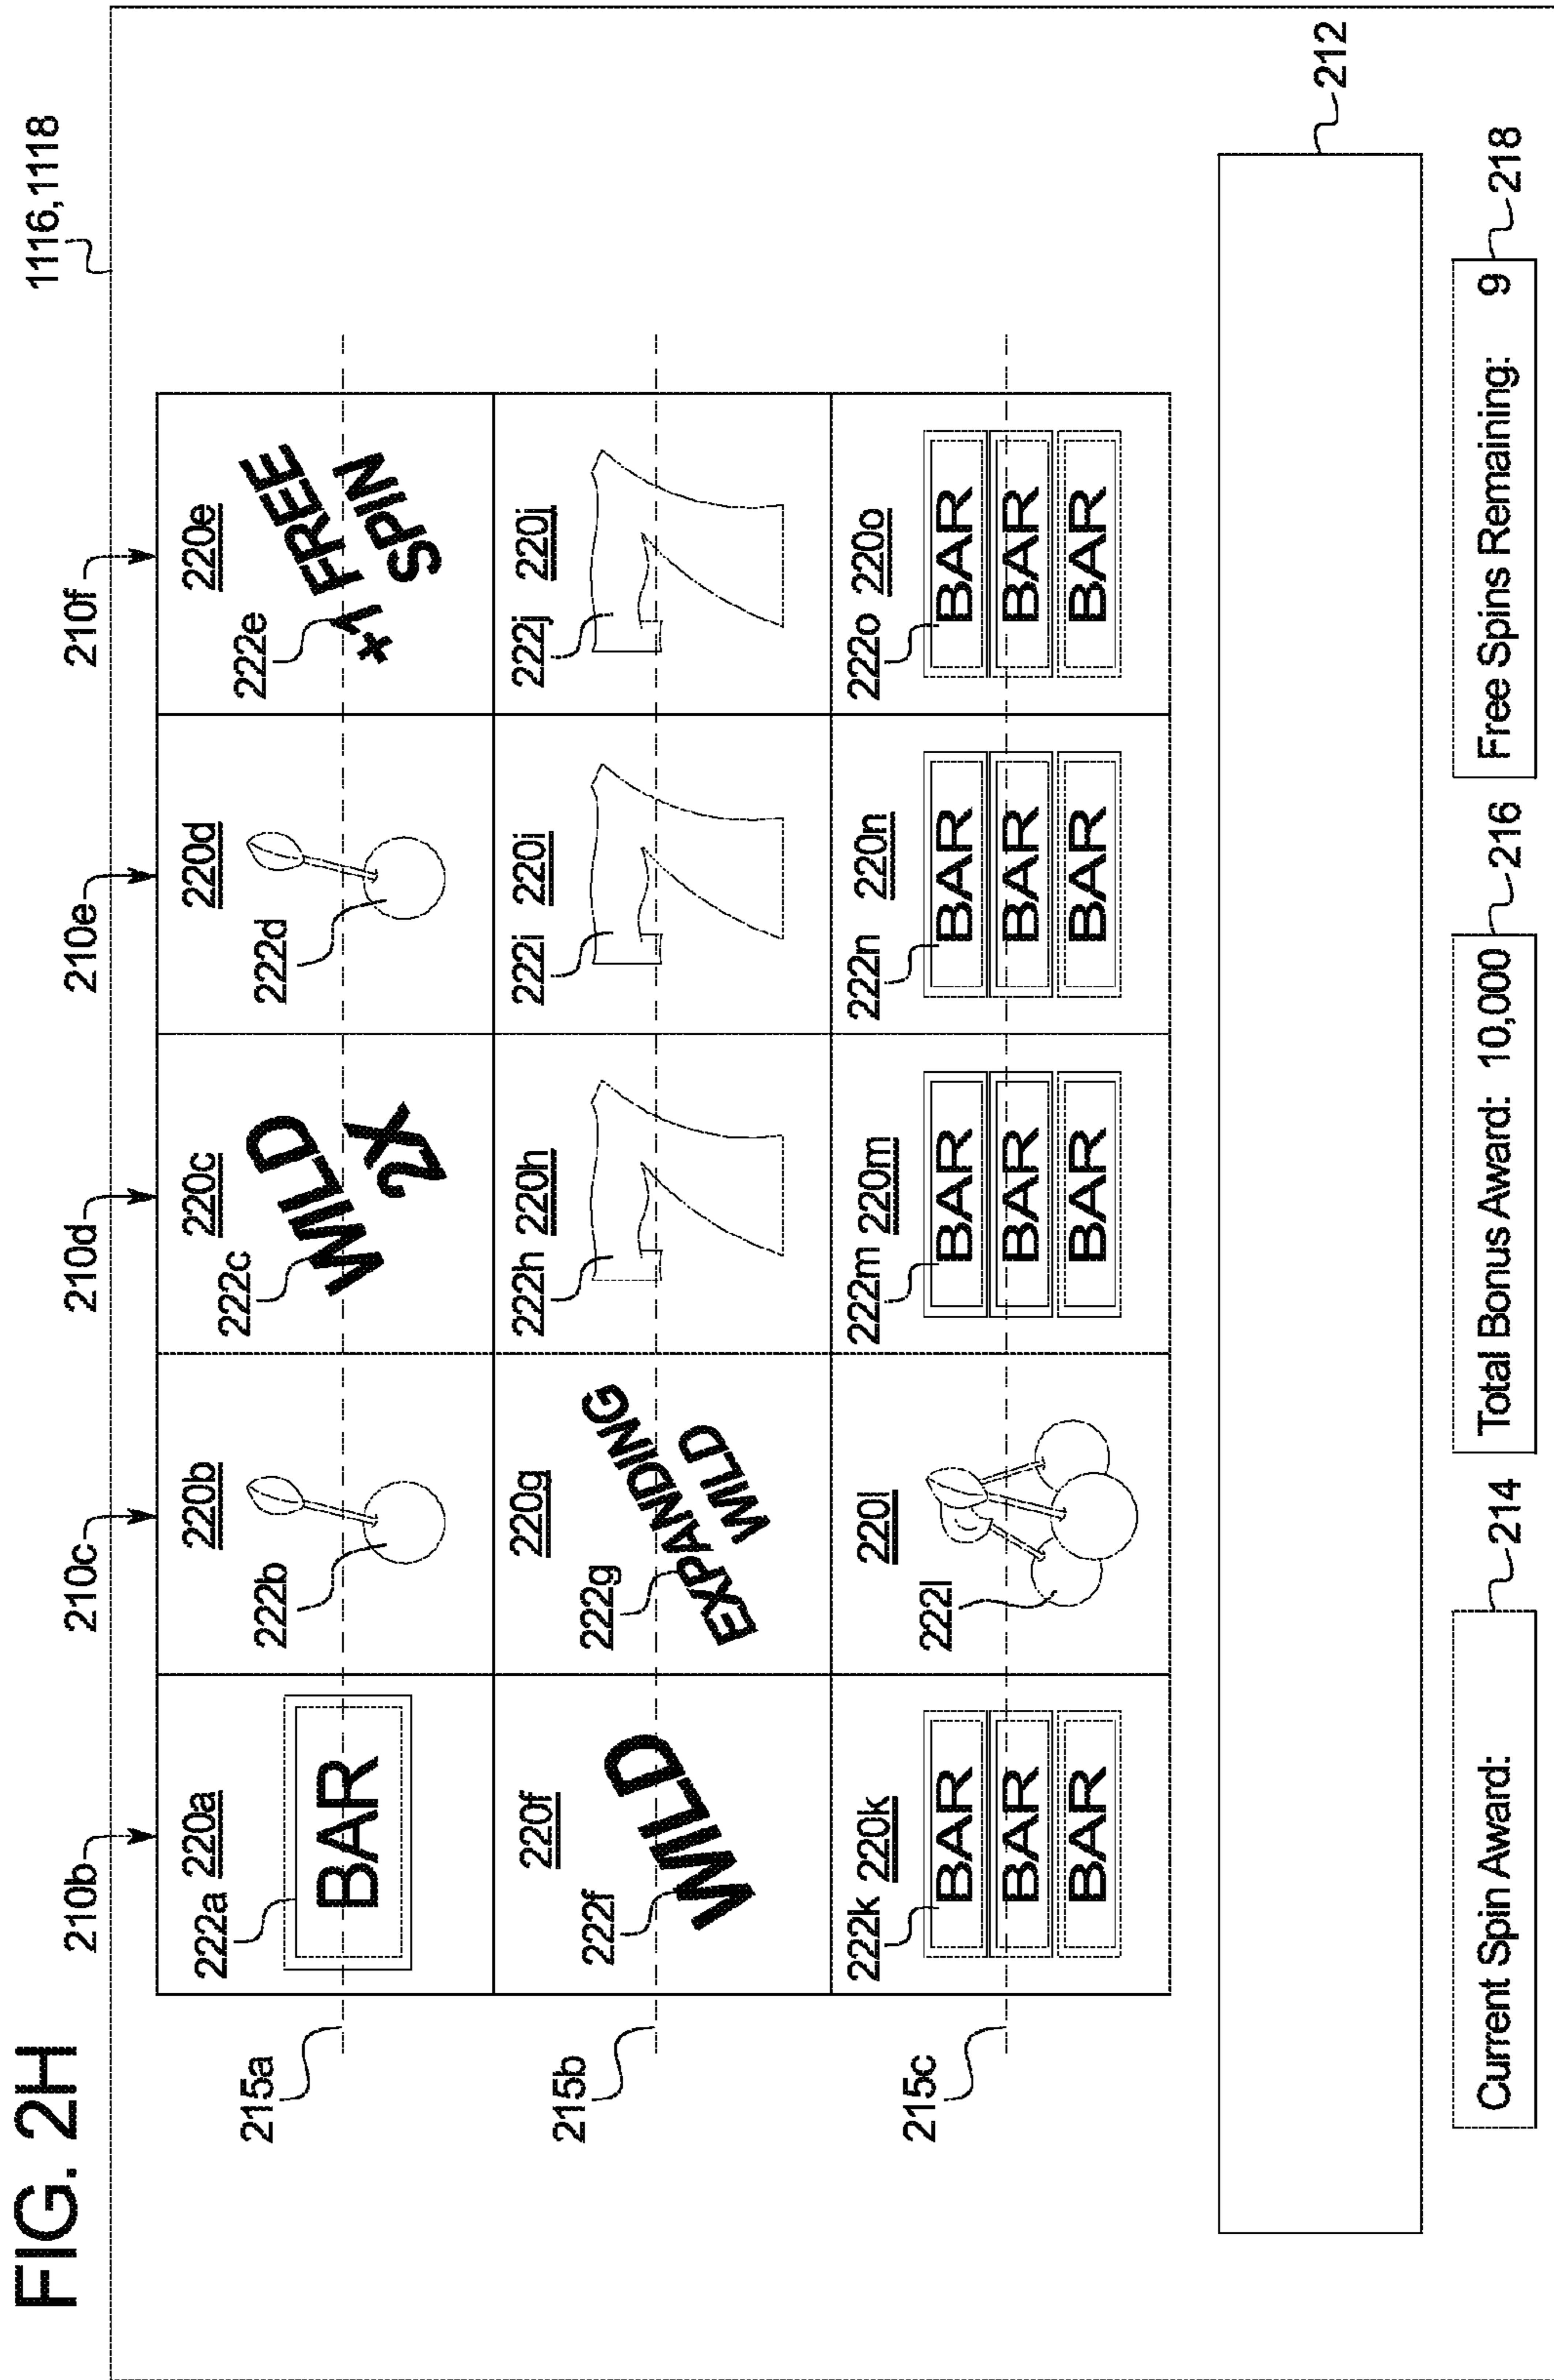 FIG. 2H
1116,1118
210b
210c
210d
210e
210f
215a
222a
220a
BAR
222b
220b
222c
220c
WILD
2X
222d
220d
222e
220e
+1 FREE
SPIN
215b
222f
220f
WILD
222g
220g
EXPANDING
WILD
222h
220h
222i
220i
222j
220j
215c
222k
220k
BAR
BAR
BAR
222l
220l
222m
220m
BAR
BAR
BAR
222n
220n
BAR
BAR
BAR
222o
220o
BAR
BAR
BAR
212
Current Spin Award:
214
Total Bonus Award: 10,000
216
Free Spins Remaining: 9
218